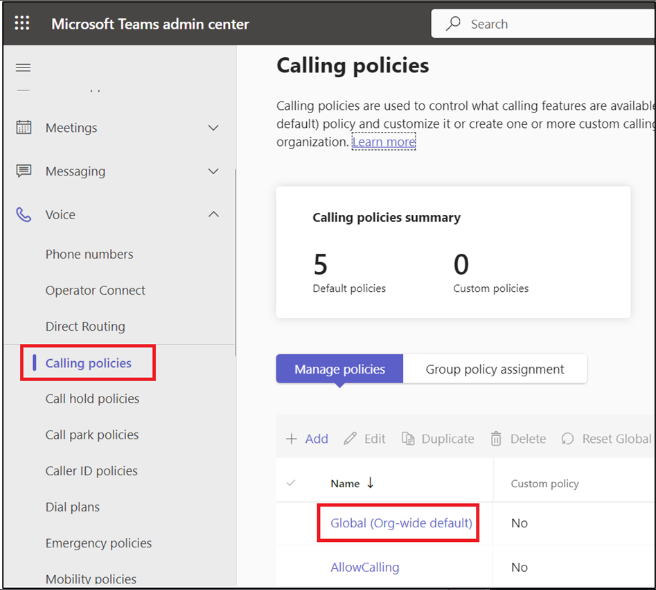 Microsoft Teams admin center
Search
Meetings
Messaging
Voice
Phone numbers
Operator Connect
Direct Routing
Calling policies
Call hold policies
Call park policies
Caller ID policies
Dial plans
Emergency policies
Mobility policies
Calling policies
Calling policies are used to control what calling features are available
default) policy and customize it or create one or more custom calling
organization. Learn more
Calling policies summary
5
Default policies
0
Custom policies
Manage policies
Group policy assignment
Add
Edit
Duplicate
Delete
Reset Global
Name
Custom policy
Global (Org-wide default)
No
AllowCalling
No